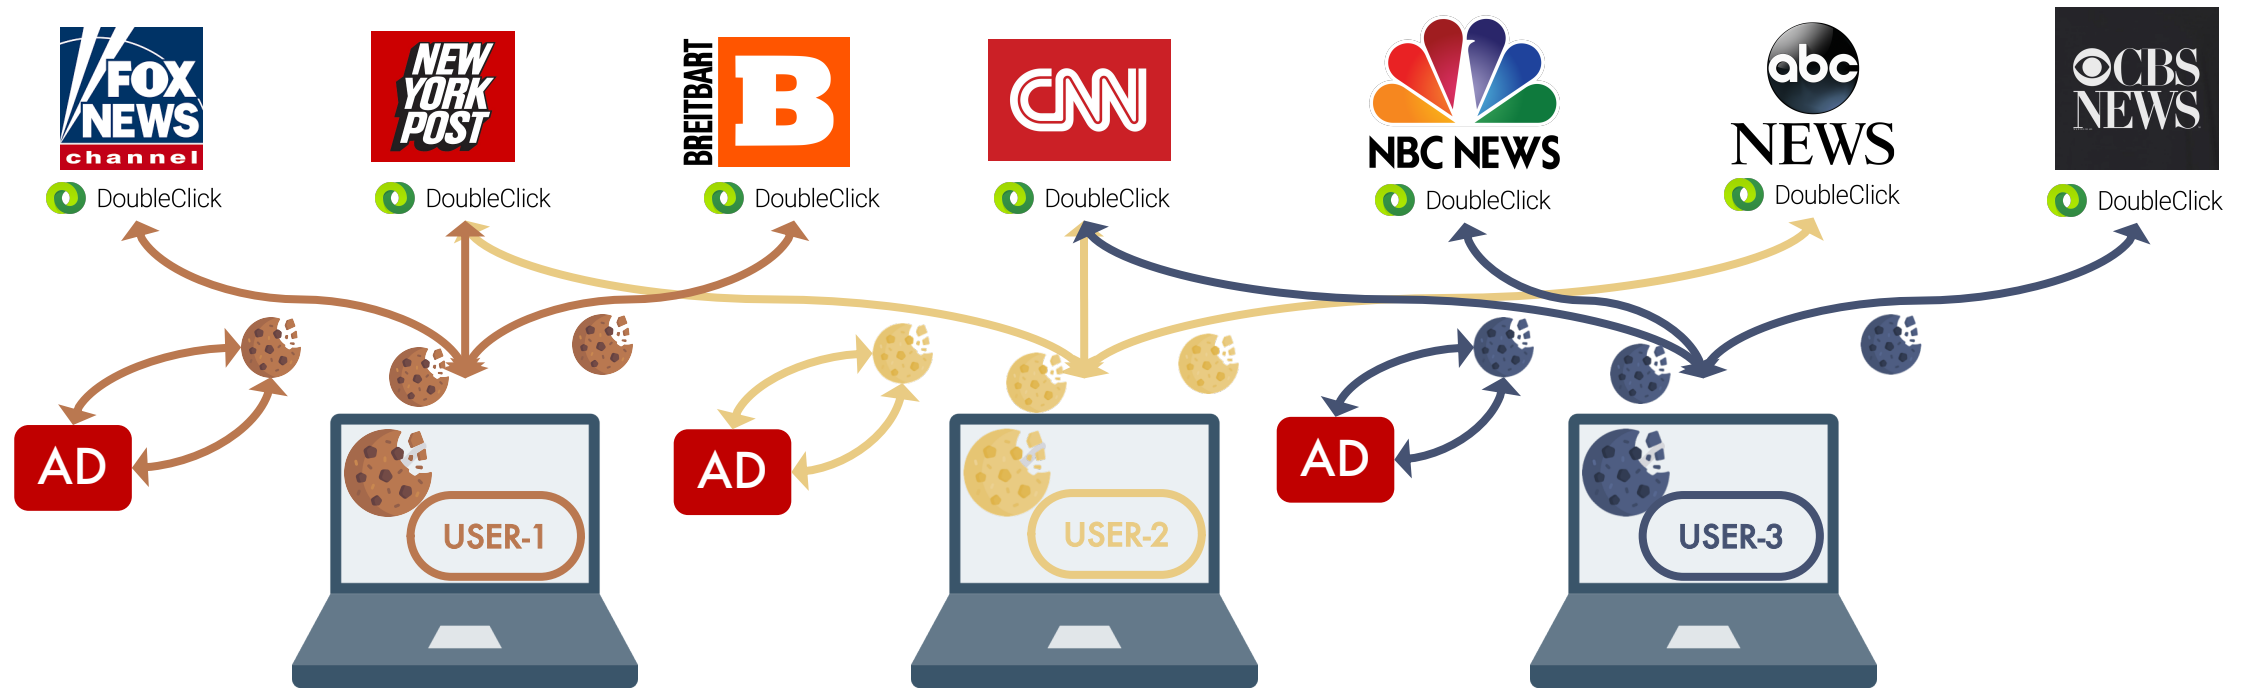 FOX
NEWS
channel
NEW
YORK
POST
BREITBART
B
CNN
NBC NEWS
abc
NEWS
CBS
NEWS
DoubleClick
DoubleClick
DoubleClick
DoubleClick
DoubleClick
DoubleClick
DoubleClick
AD
USER-1
AD
USER-2
AD
USER-3